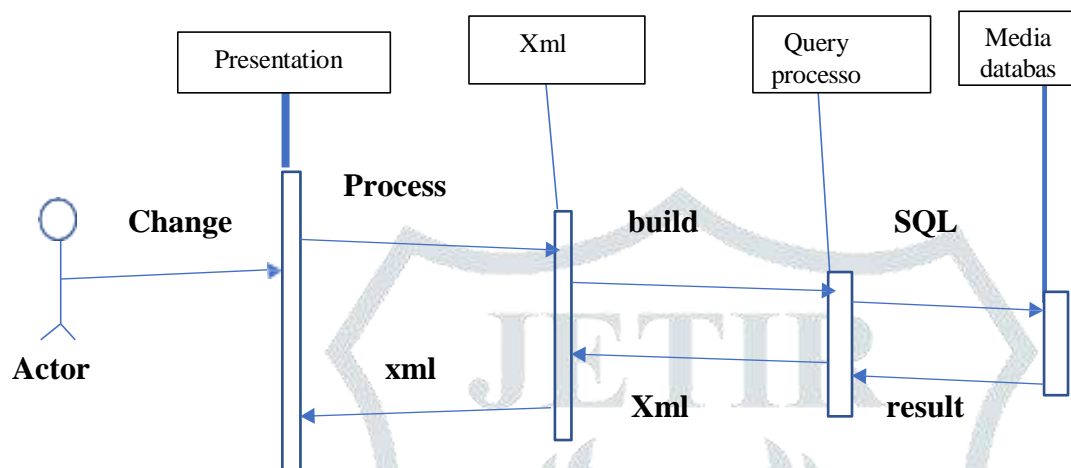 Presentation
Xml
Query
processo
Media
databas
Process
Change
build
SQL
JETIR
Actor
xml
Xml
result